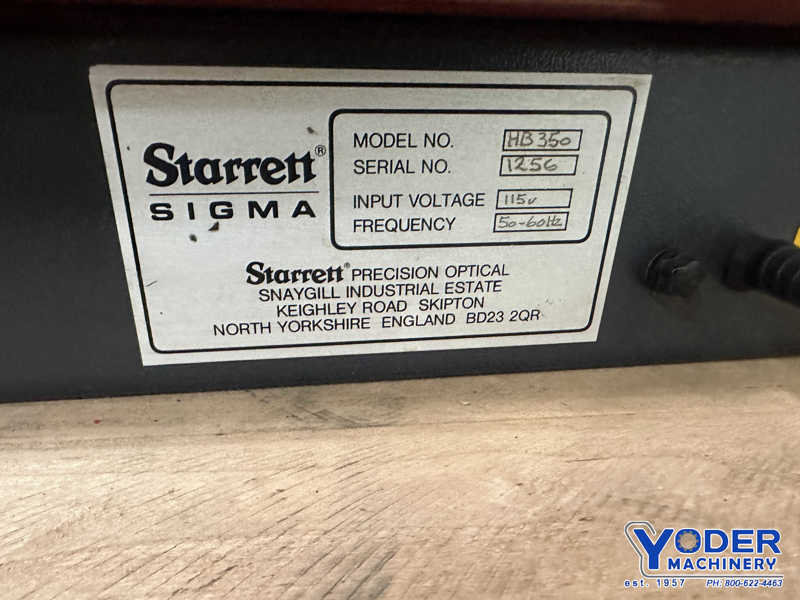 Starrett®
SIGMA
MODEL NO. HB350
SERIAL NO. 1256
INPUT VOLTAGE 115v
FREQUENCY 50-60Hz
Starrett® PRECISION OPTICAL
SNAYGILL INDUSTRIAL ESTATE
KEIGHLEY ROAD SKIPTON
NORTH YORKSHIRE ENGLAND BD23 2QR
YODER
MACHINERY
est. 1957 PH: 800-622-4463